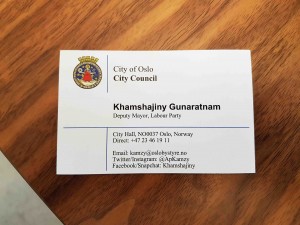 City of Oslo
City Council
Khamshajiny Gunaratnam
Deputy Mayor, Labour Party
City Hall, NO0037 Oslo, Norway
Direct: +47 23 46 19 11
Email: kamzy@oslobystyre.no
Twitter/Instagram: @ApKamzy
Facebook/Snapchat: Khamshajiny